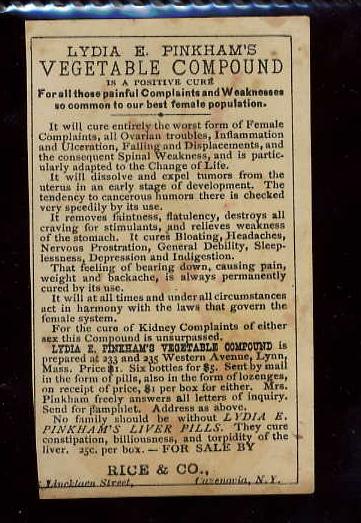 LYDIA E. PINKHAM'S
VEGETABLE COMPOUND
IS A POSITIVE CURE
For all those painful Complaints and Weaknesses
so common to our best female population.
It will cure entirely the worst form of Female
Complaints, all Ovarian troubles, Inflammation
and Ulceration, Falling and Displacements, and
the consequent Spinal Weakness, and is partic-
ularly adapted to the Change of Life.
It will dissolve and expel tumors from the
uterus in an early stage of development. The
tendency to cancerous humors there is checked
very speedily by its use.
It removes faintness, flatulency, destroys all
craving for stimulants, and relieves weakness
of the stomach. It cures Bloating, Headaches,
Nervous Prostration, General Debility, Sleep-
lessness, Depression and Indigestion.
That feeling of bearing down, causing pain,
weight and backache, is always permanently
cured by its use.
It will at all times and under all circumstances
act in harmony with the laws that govern the
female system.
For the cure of Kidney Complaints of either
sex this Compound is unsurpassed.
LYDIA E. PINKHAM'S VEGETABLE COMPOUND is
prepared at 233 and 235 Western Avenue, Lynn,
Mass. Price $1. Six bottles for $5. Sent by mail
in the form of pills, also in the form of lozenges,
on receipt of price, $1 per box for either. Mrs.
Pinkham freely answers all letters of inquiry.
Send for pamphlet. Address as above.
No family should be without LYDIA E.
PINKHAM'S LIVER PILLS. They cure
constipation, billiousness, and torpidity of the
liver. 25c. per box. — FOR SALE BY
RICE & CO.,
Lincklaen Street, Cazenovia, N.Y.